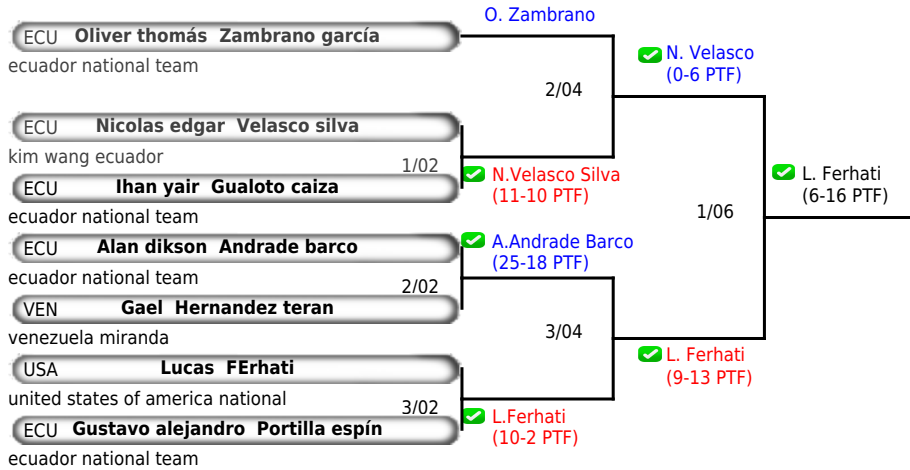 O. Zambrano
ECU Oliver thomás Zambrano garcía
ecuador national team
N. Velasco
(0-6 PTF)
2/04
ECU Nicolas edgar Velasco silva
kim wang ecuador
1/02
N.Velasco Silva
(11-10 PTF)
ECU Ihan yair Gualoto caiza
ecuador national team
L. Ferhati
(6-16 PTF)
1/06
ECU Alan dikson Andrade barco
ecuador national team
A.Andrade Barco
(25-18 PTF)
2/02
VEN Gael Hernandez teran
venezuela miranda
3/04
USA Lucas FErhati
united states of america national
L. Ferhati
(9-13 PTF)
3/02
L.Ferhati
(10-2 PTF)
ECU Gustavo alejandro Portilla espín
ecuador national team